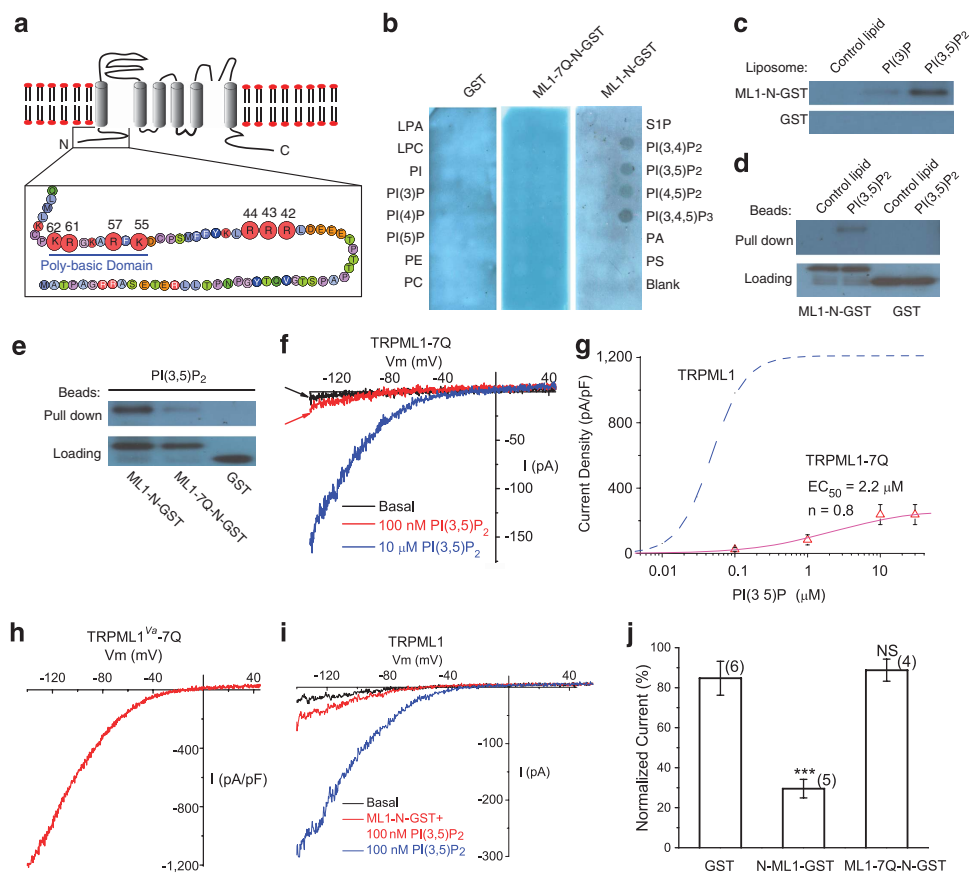 a
N
C
62 61 57 55 44 43 42
K R R K R R R
Poly-basic Domain
b
GST
ML1-7Q-N-GST
ML1-N-GST
LPA
LPC
PI
PI(3)P
PI(4)P
PI(5)P
PE
PC
S1P
PI(3,4)P2
PI(3,5)P2
PI(4,5)P2
PI(3,4,5)P3
PA
PS
Blank
c
Liposome:
Control lipid
PI(3)P
PI(3,5)P2
ML1-N-GST
GST
d
Beads:
Control lipid
PI(3,5)P2
Control lipid
PI(3,5)P2
Pull down
Loading
ML1-N-GST GST
e
PI(3,5)P2
Beads:
Pull down
Loading
ML1-N-GST
ML1-7Q-N-GST
GST
f
TRPML1-7Q
Vm (mV)
-120 -80 -40 40
-50
I (pA)
-100
-150
Basal
100 nM PI(3,5)P2
10 μM PI(3,5)P2
g
Current Density (pA/pF)
1,200
800
400
0
TRPML1
TRPML1-7Q
EC50 = 2.2 μM
n = 0.8
0.01 0.1 1 10
PI(3 5)P (μM)
h
TRPML1Va-7Q
Vm (mV)
-120 -80 -40 40
-400
I (pA/pF)
-800
-1,200
i
TRPML1
Vm (mV)
-120 -80 -40 40
-100
I (pA)
-200
-300
Basal
ML1-N-GST+
100 nM PI(3,5)P2
100 nM PI(3,5)P2
j
Normalized Current (%)
100
80
60
40
20
0
(6)
***
(5)
NS
(4)
GST N-ML1-GST ML1-7Q-N-GST